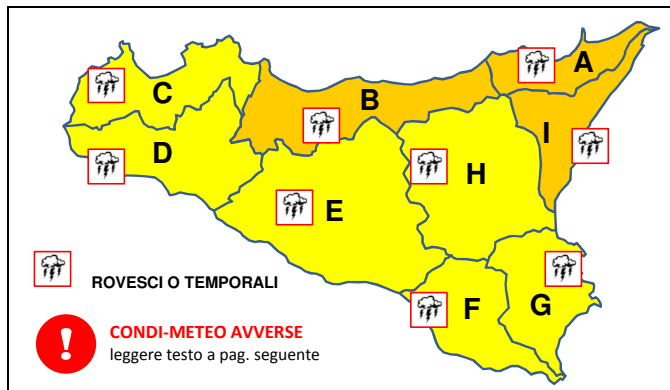 A
B
C
I
D
H
E
ROVESCI O TEMPORALI
F
G
!
CONDI-METEO AVVERSE
leggere testo a pag. seguente